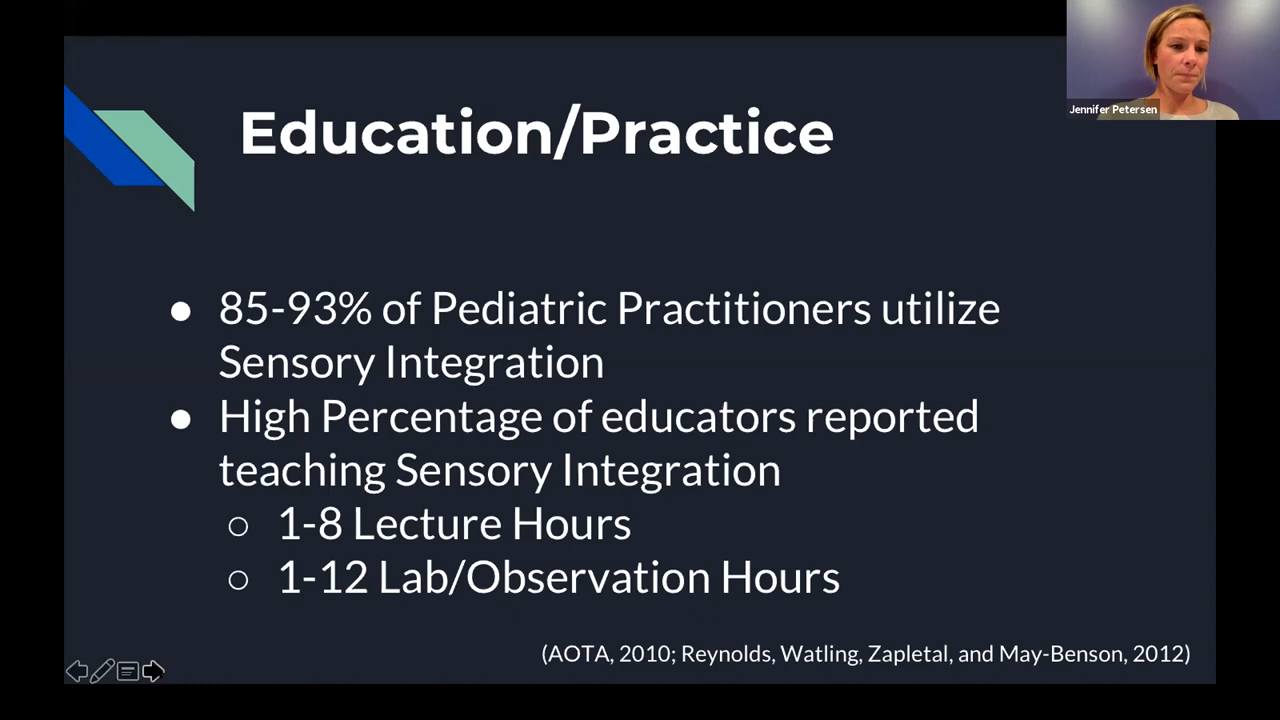 Jennifer Petersen
Education/Practice
● 85-93% of Pediatric Practitioners utilize
Sensory Integration
● High Percentage of educators reported
teaching Sensory Integration
○ 1-8 Lecture Hours
○ 1-12 Lab/Observation Hours
(AOTA, 2010; Reynolds, Watling, Zapletal, and May-Benson, 2012)